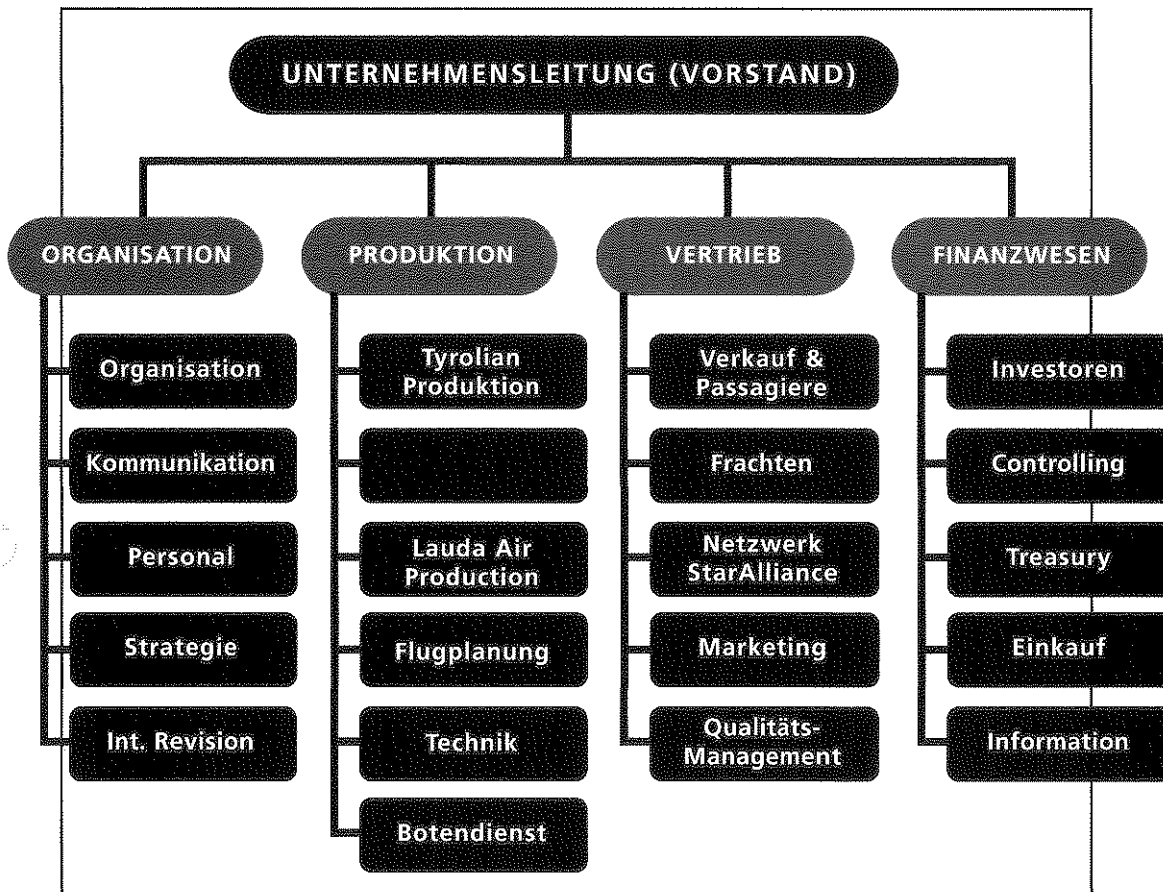 UNTERNEHMENSLEITUNG (VORSTAND)
ORGANISATION
Organisation
Kommunikation
Personal
Strategie
Int. Revision
PRODUKTION
Tyrolian
Produktion
Lauda Air
Production
Flugplanung
Technik
Botendienst
VERTRIEB
Verkauf &
Passagiere
Frachten
Netzwerk
StarAlliance
Marketing
Qualitäts-
Management
FINANZWESEN
Investoren
Controlling
Treasury
Einkauf
Information